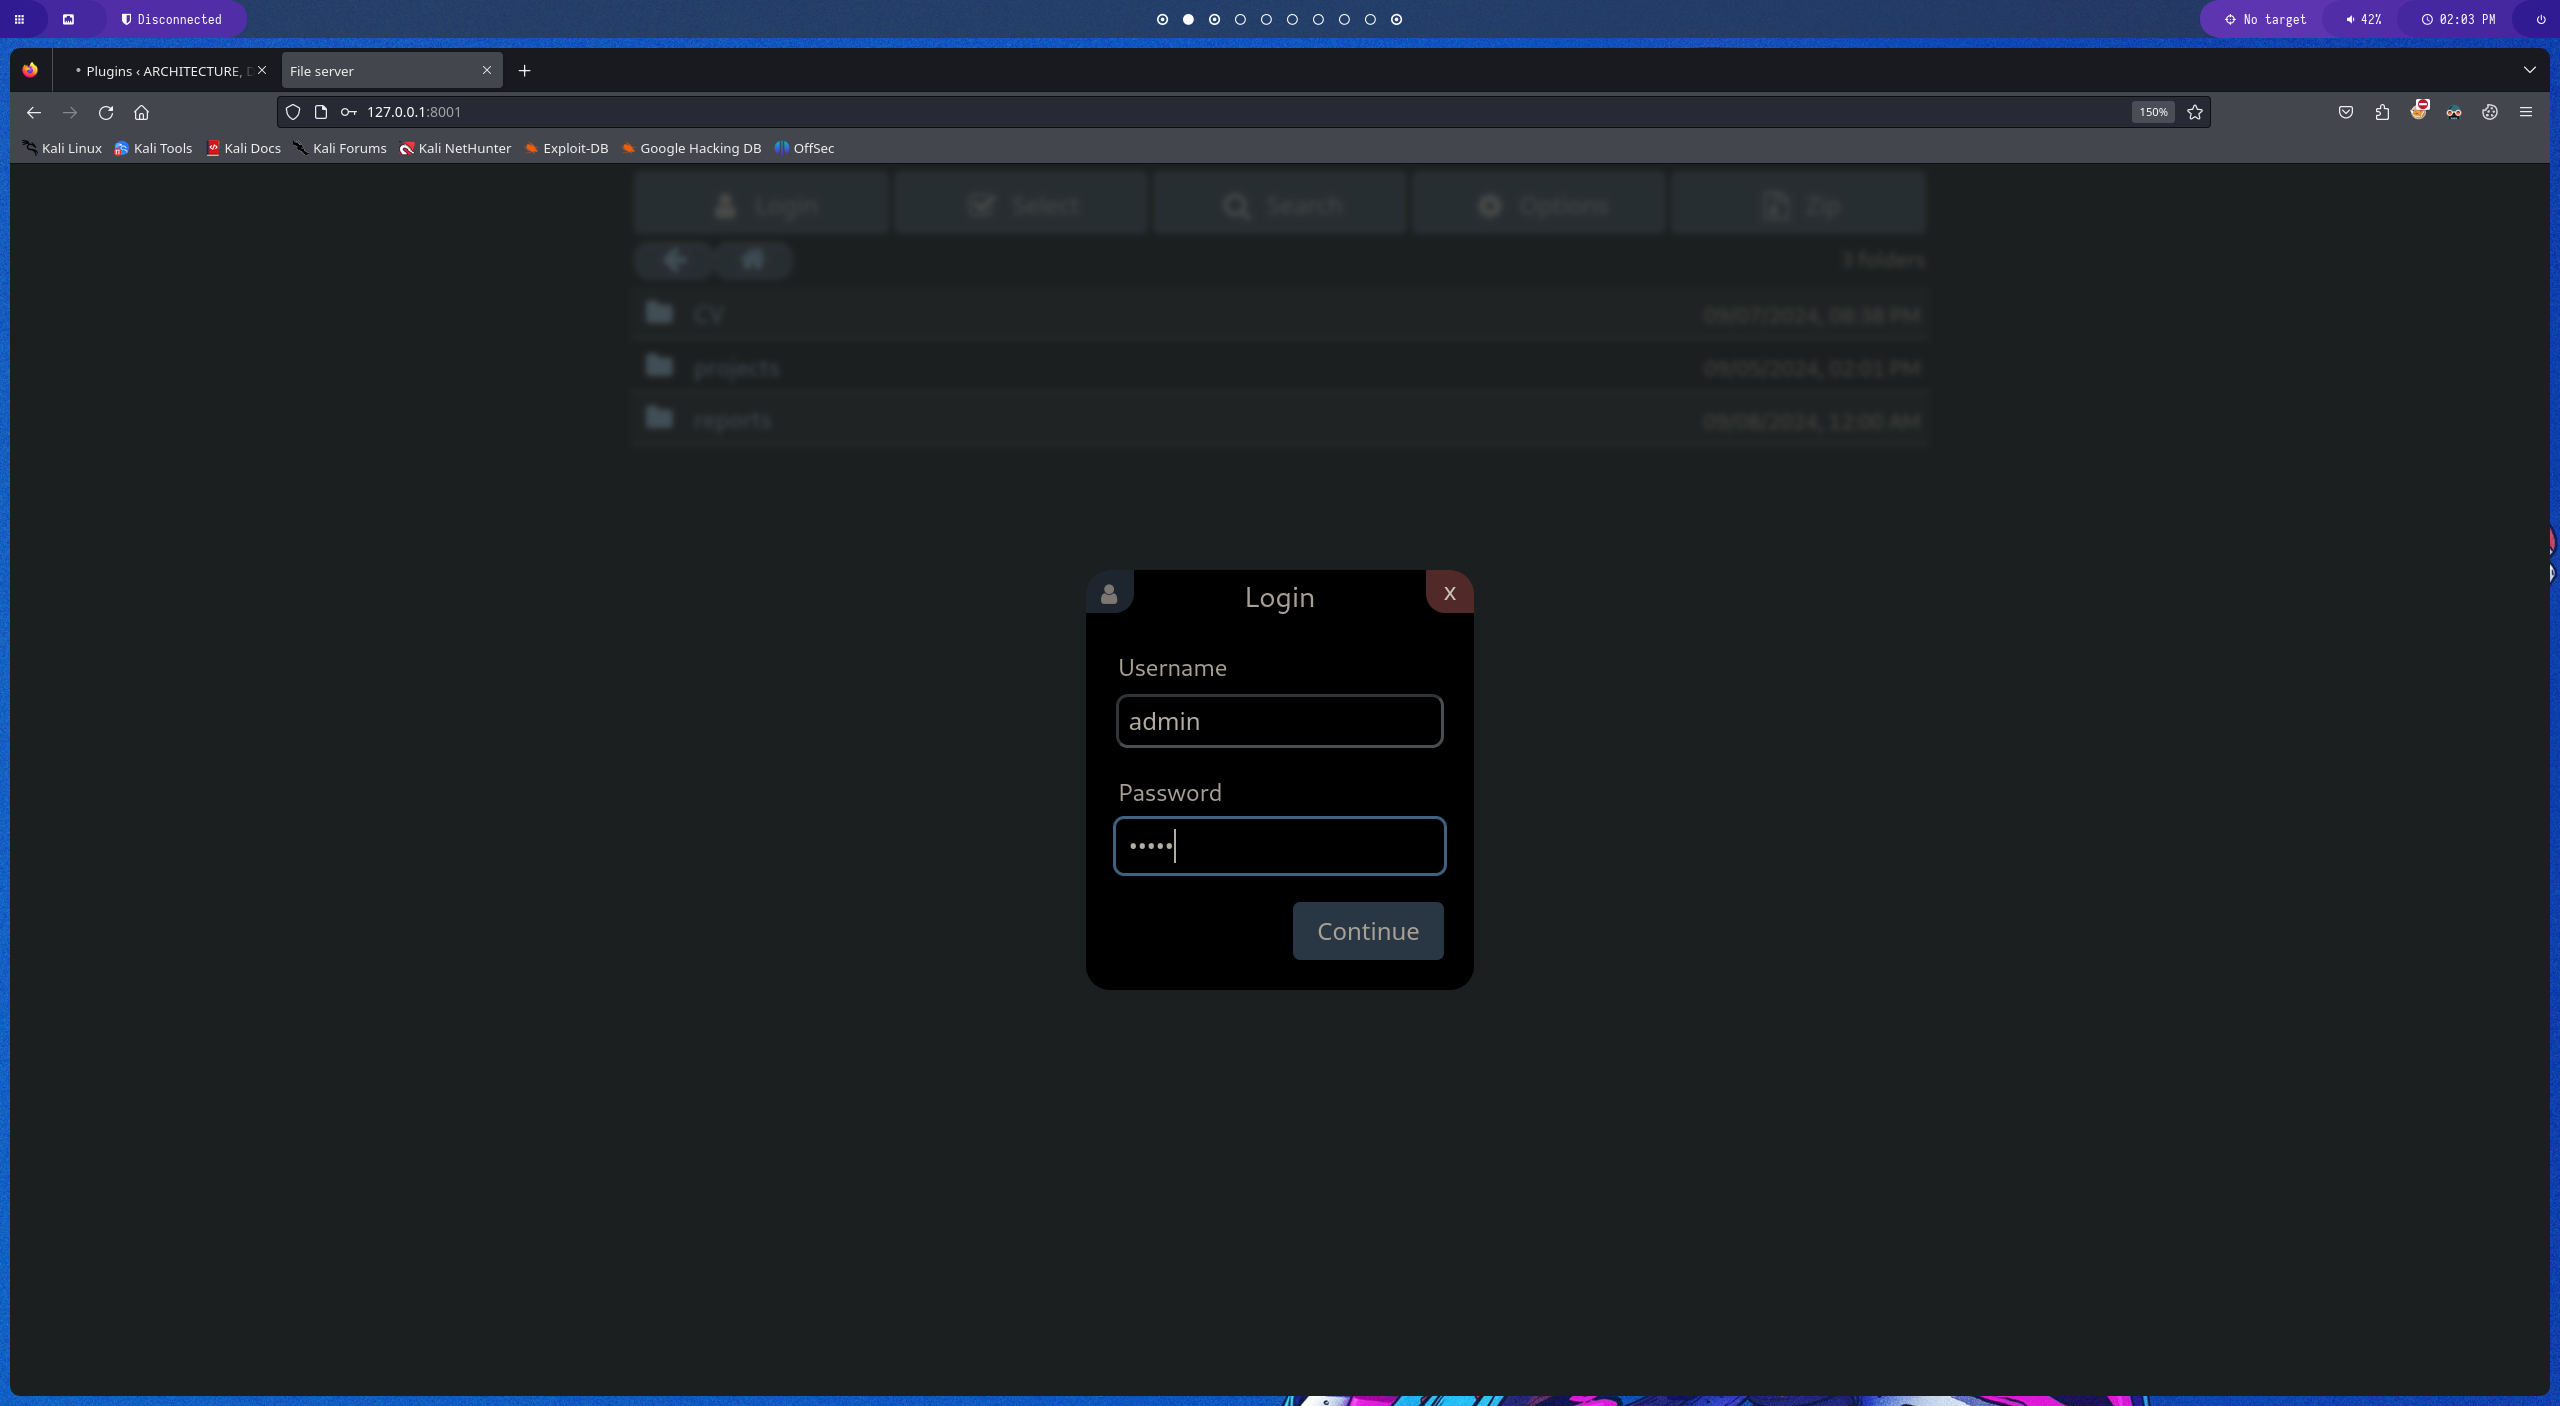 Disconnected
No target
42%
02:03 PM
Plugins ‹ ARCHITECTURE, D
File server
127.0.0.1:8001
150%
Kali Linux
Kali Tools
Kali Docs
Kali Forums
Kali NetHunter
Exploit-DB
Google Hacking DB
OffSec
Login
Select
Search
Options
Zip
3 folders
CV
09/07/2024, 08:38 PM
projects
09/05/2024, 02:01 PM
reports
09/08/2024, 12:00 AM
Login
X
Username
admin
Password
•••••
Continue